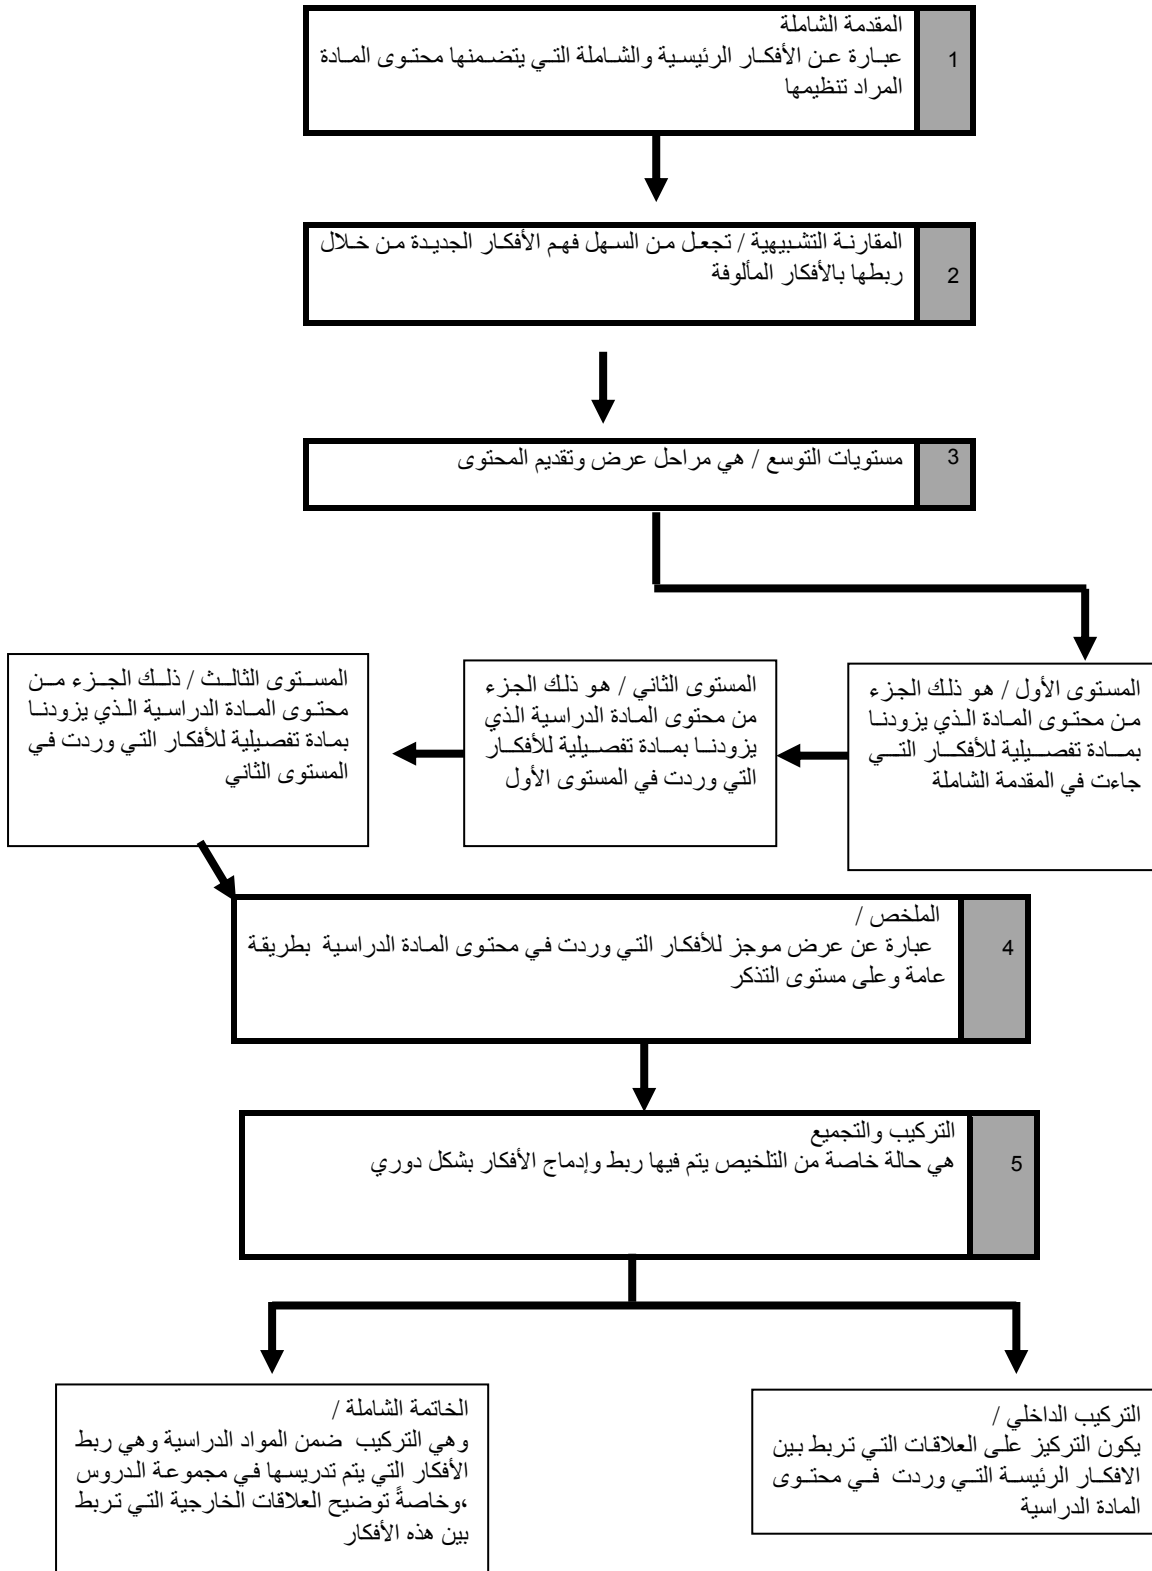 1
المقدمة الشاملة
عبارة عن الأفكار الرئيسية والشاملة التي يتضمنها محتوى المادة
المراد تنظيمها
2
المقارنة التشبيهية / تجعل من السهل فهم الأفكار الجديدة من خلال
ربطها بالأفكار المألوفة
3
مستويات التوسع / هي مراحل عرض وتقديم المحتوى
المستوى الأول / هو ذلك الجزء
من محتوى المادة الذي يزودنا
بمادة تفصيلية للأفكار التي
جاءت في المقدمة الشاملة
المستوى الثاني / هو ذلك الجزء
من محتوى المادة الدراسية الذي
يزودنا بمادة تفصيلية للأفكار
التي وردت في المستوى الأول
المستوى الثالث / ذلك الجزء من
محتوى المادة الدراسية الذي يزودنا
بمادة تفصيلية للأفكار التي وردت في
المستوى الثاني
4
الملخص /
عبارة عن عرض موجز للأفكار التي وردت في محتوى المادة الدراسية بطريقة
عامة وعلى مستوى التذكر
5
التركيب والتجميع
هي حالة خاصة من التلخيص يتم فيها ربط وإدماج الأفكار بشكل دوري
التركيب الداخلي /
يكون التركيز على العلاقات التي تربط بين
الافكار الرئيسة التي وردت في محتوى
المادة الدراسية
الخاتمة الشاملة /
وهي التركيب ضمن المواد الدراسية وهي ربط
الأفكار التي يتم تدريسها في مجموعة الدروس
،وخاصةً توضيح العلاقات الخارجية التي تربط
بين هذه الأفكار